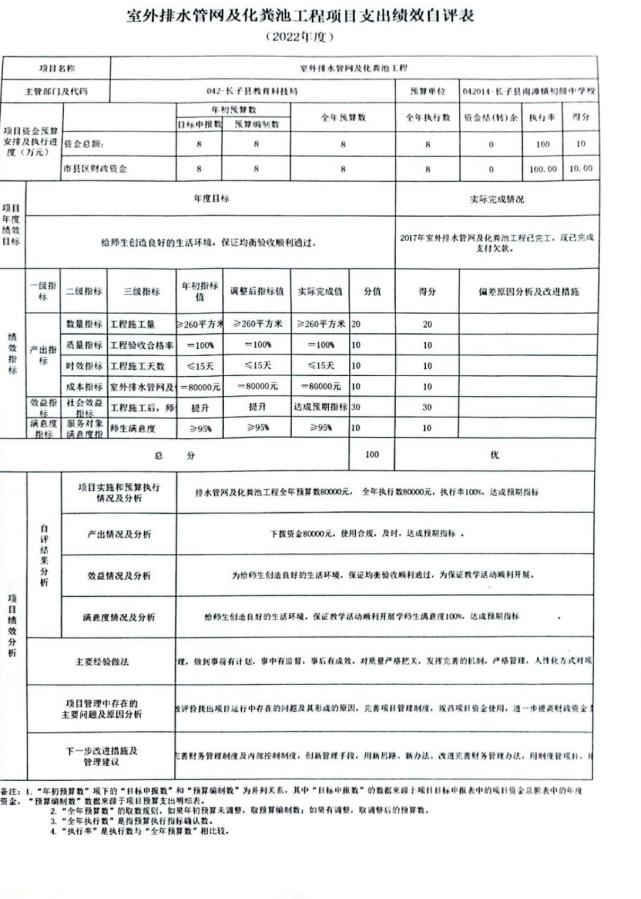 室外排水管网及化粪池工程项目支出绩效自评表
（2022年度）
项目名称 室外排水管网及化粪池工程
主管部门及代码 042-长子县教育科技局 预算单位 042014-长子县南漳镇初级中学校
项目资金预算安排及执行进度（万元） 年初预算数 全年预算数 全年执行数 资金结(转)余 执行率 得分
目标申报数 预算编制数
资金总额： 8 8 8 8 0 100 10
市县区财政资金 8 8 8 8 0 100.00 10.00
项目年度绩效目标 年度目标 实际完成情况
给师生创造良好的生活环境，保证均衡验收顺利通过。 2017年室外排水管网及化粪池工程已完工，现已完成支付欠款。
绩效指标 一级指标 二级指标 三级指标 年初指标值 调整后指标值 实际完成值 分值 得分 偏差原因分析及改进措施
产出指标 数量指标 工程施工量 ≥260平方米 ≥260平方米 ≥260平方米 20 20
质量指标 工程验收合格率 =100% =100% =100% 10 10
时效指标 工程施工天数 ≤15天 ≤15天 ≤15天 10 10
成本指标 室外排水管网及 =80000元 =80000元 =80000元 10 10
效益指标 社会效益指标 工程施工后，师 提升 提升 达成预期指标 30 30
满意度指标 服务对象满意度指 师生满意度 ≥95% ≥95% ≥95% 10 10
总 分 100 优
项目绩效分析 自评结果分析 项目实施和预算执行情况及分析 排水管网及化粪池工程全年预算数80000元，全年执行数80000元，执行率100%，达成预期指标
产出情况及分析 下拨资金80000元，使用合规，及时，达成预期指标 。
效益情况及分析 为给师生创造良好的生活环境，保证均衡验收顺利通过，为保证教学活动顺利开展。
满意度情况及分析 给师生创造良好的生活环境，保证教学活动顺利开展学师生满意度100%，达成预期指标 。
主要经验做法 理，做到事前有计划，事中有监督，事后有成效，对质量严格把关，发挥完善的机制，严格管理，人性化方式对项
项目管理中存在的主要问题及原因分析 评价找出项目运行中存在的问题及其形成的原因，完善项目管理制度，规范项目资金使用，进一步提高财政资金
下一步改进措施及管理建议 完善财务管理制度及内部控制制度，创新管理手段，用新思路、新办法、改进完善财务管理办法，用制度管项目，用
备注：1.“年初预算数”项下的“目标申报数”和“预算编制数”为并列关系，其中“目标申报数”的数据来源于项目目标申报表中的项目资金总额表中的年度
资金，“预算编制数”数据来源于项目预算支出明细表。
2.“全年预算数”的取数规则，如果年初预算未调整，取预算编制数；如果有调整，取调整后的预算数。
3.“全年执行数”是指预算执行指标确认数。
4.“执行率”是执行数与“全年预算数”相比较。